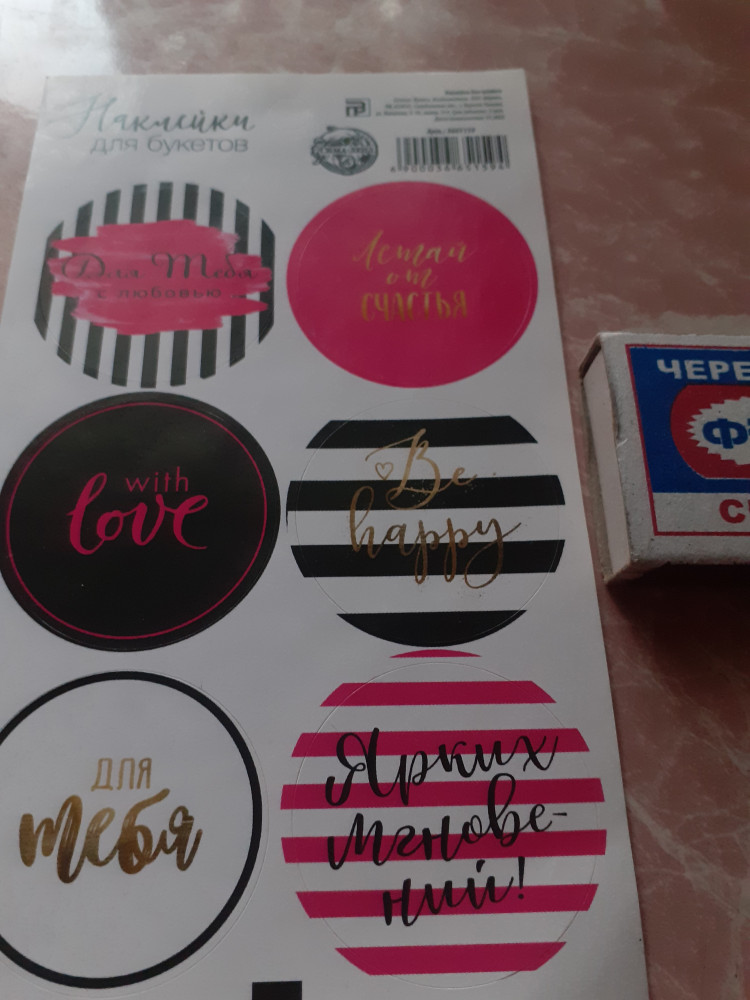 Наклейки
для букетов
Для Тебя
с любовью
Летай
от
СЧАСТЬЯ
with
love
Be
happy
ДЛЯ
тебя
Ярких
мгнове-
ний!
ЧЕРЕ